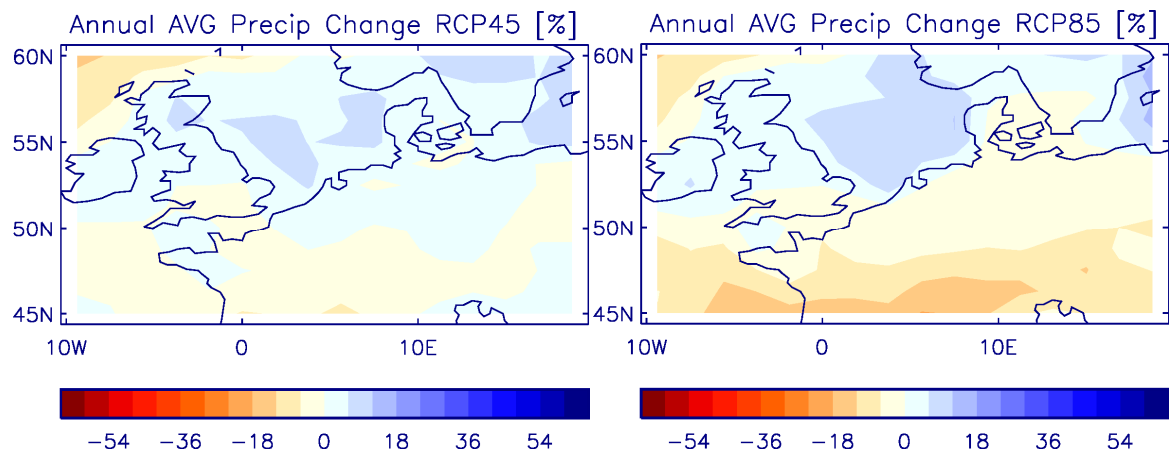 Annual AVG Precip Change RCP45 [%]
60N
55N
50N
45N
10W 0 10E
-54 -36 -18 0 18 36 54
Annual AVG Precip Change RCP85 [%]
60N
55N
50N
45N
10W 0 10E
-54 -36 -18 0 18 36 54